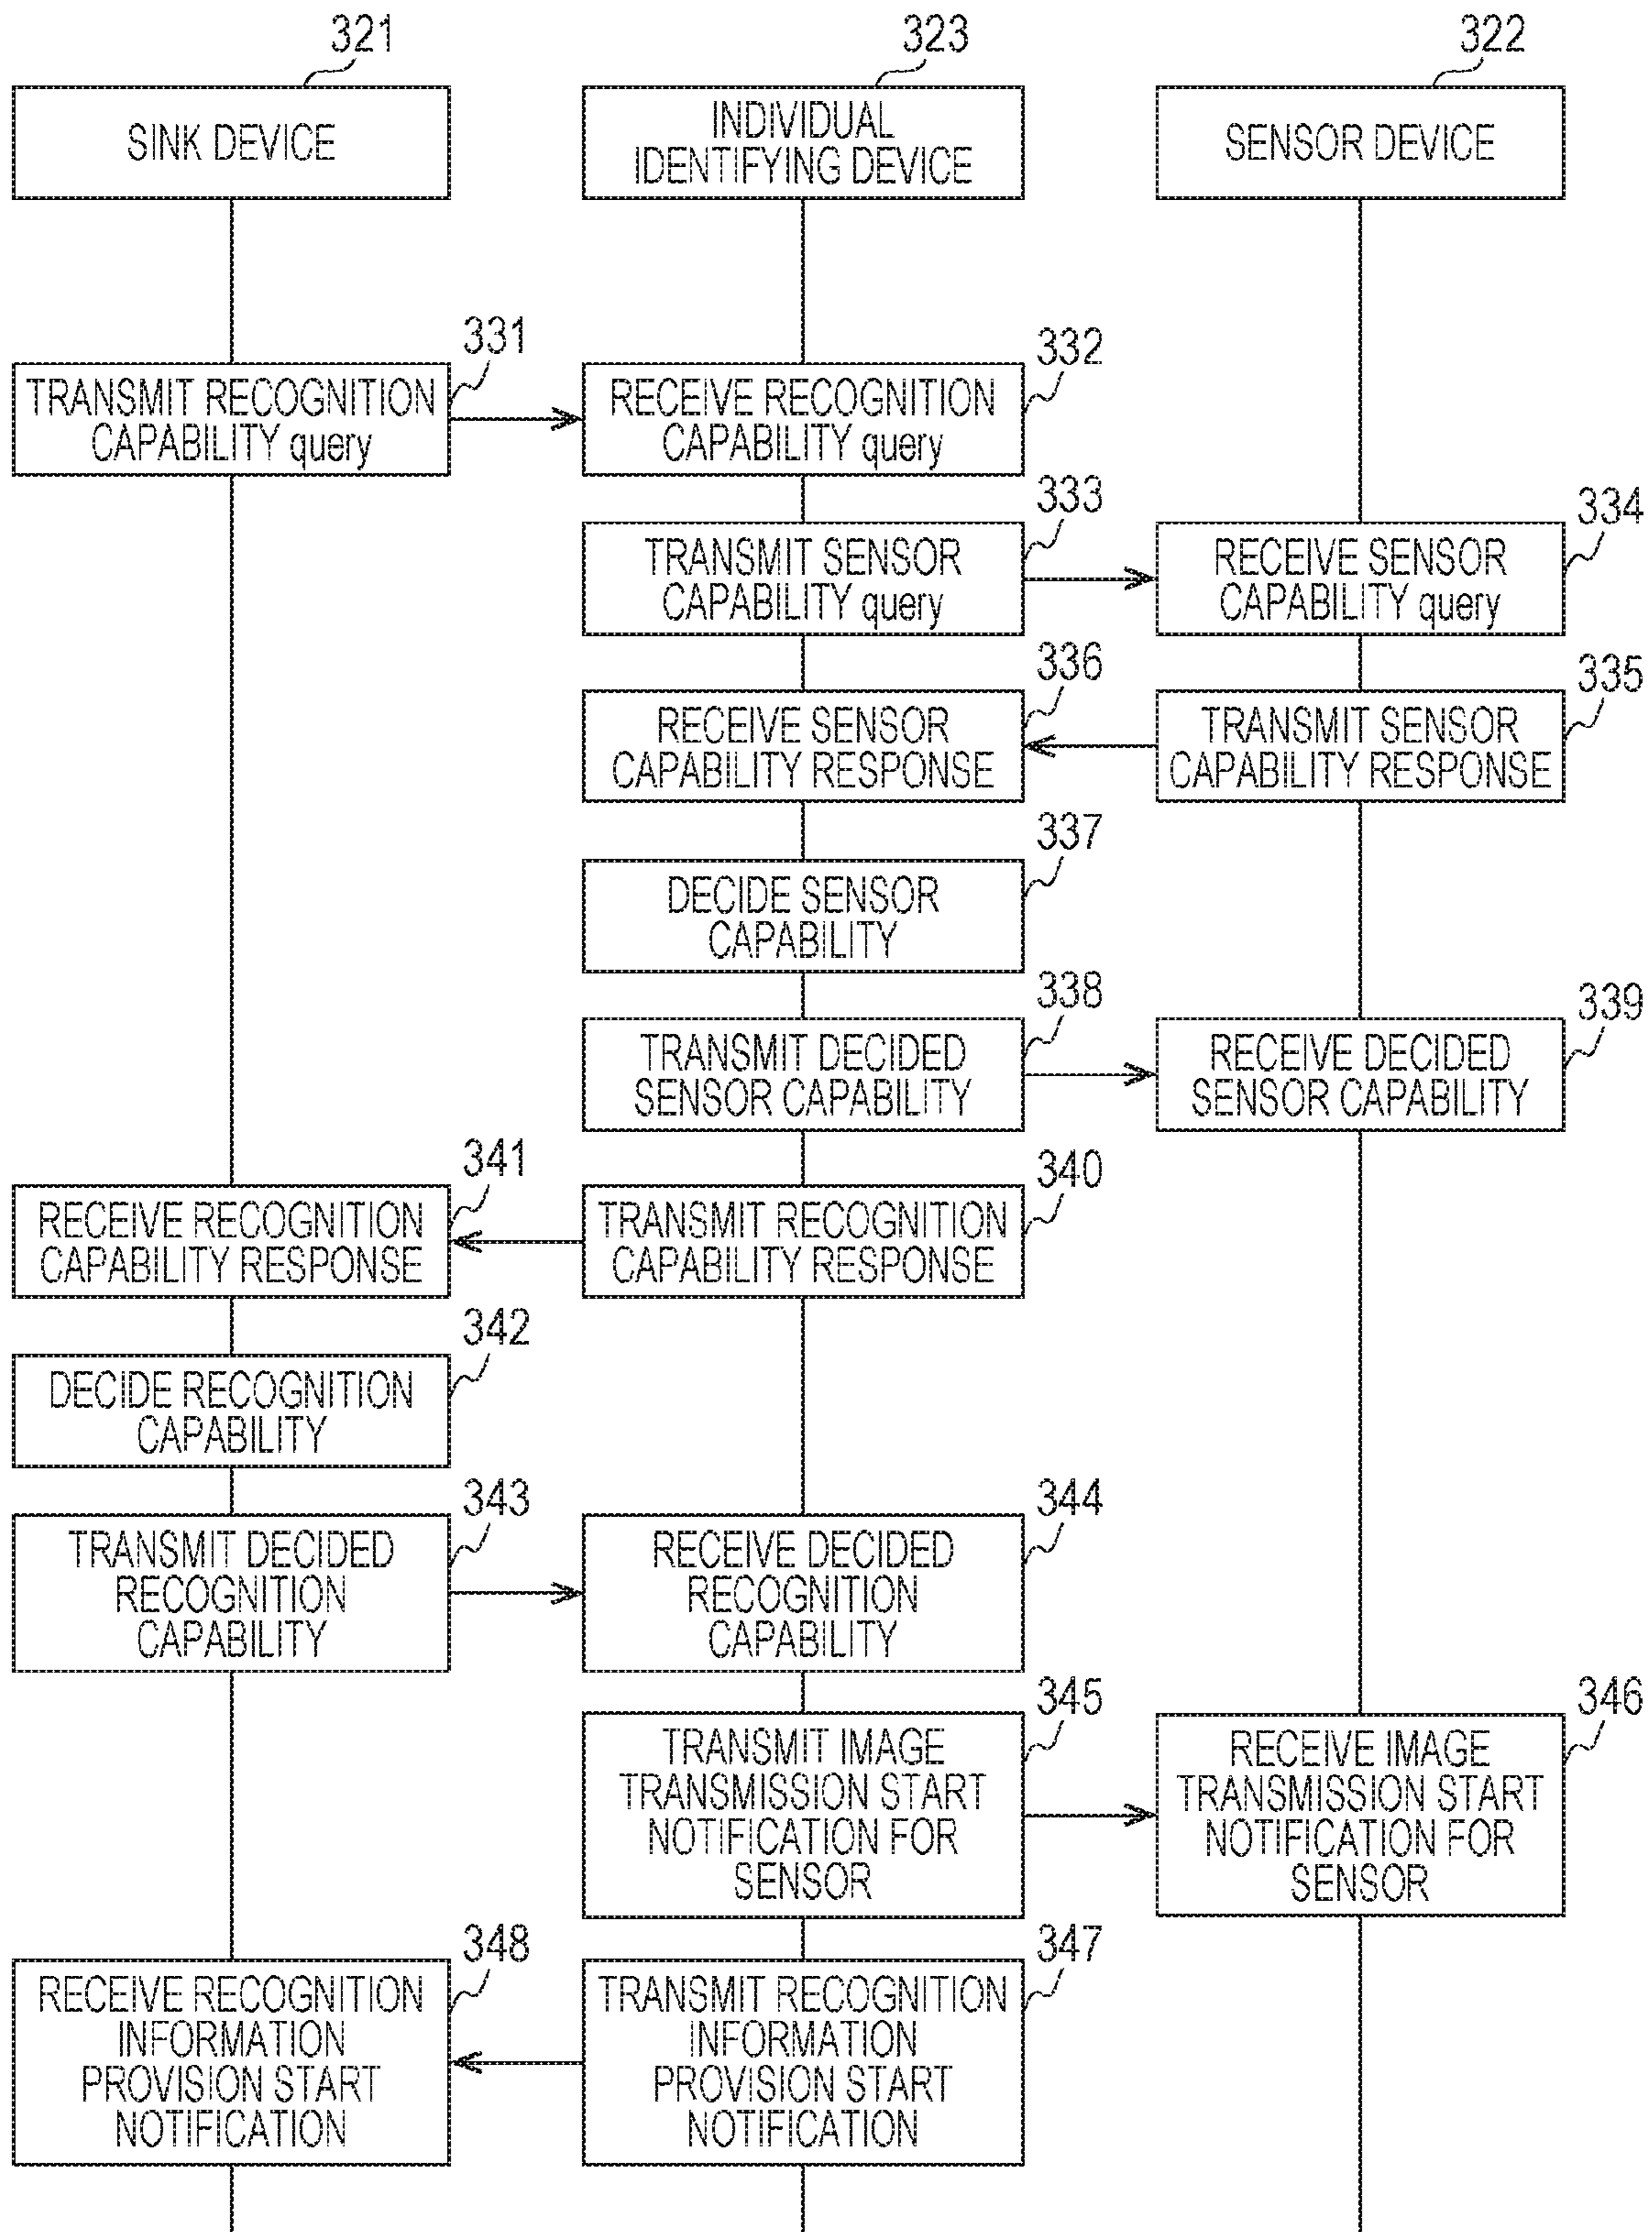 321
323
322
SINK DEVICE
INDIVIDUAL
IDENTIFYING DEVICE
SENSOR DEVICE
331
332
TRANSMIT RECOGNITION
CAPABILITY query
RECEIVE RECOGNITION
CAPABILITY query
333
334
TRANSMIT SENSOR
CAPABILITY query
RECEIVE SENSOR
CAPABILITY query
336
335
RECEIVE SENSOR
CAPABILITY RESPONSE
TRANSMIT SENSOR
CAPABILITY RESPONSE
337
DECIDE SENSOR
CAPABILITY
338
339
TRANSMIT DECIDED
SENSOR CAPABILITY
RECEIVE DECIDED
SENSOR CAPABILITY
341
340
RECEIVE RECOGNITION
CAPABILITY RESPONSE
TRANSMIT RECOGNITION
CAPABILITY RESPONSE
342
DECIDE RECOGNITION
CAPABILITY
343
344
TRANSMIT DECIDED
RECOGNITION
CAPABILITY
RECEIVE DECIDED
RECOGNITION
CAPABILITY
345
346
TRANSMIT IMAGE
TRANSMISSION START
NOTIFICATION FOR
SENSOR
RECEIVE IMAGE
TRANSMISSION START
NOTIFICATION FOR
SENSOR
348
347
RECEIVE RECOGNITION
INFORMATION
PROVISION START
NOTIFICATION
TRANSMIT RECOGNITION
INFORMATION
PROVISION START
NOTIFICATION